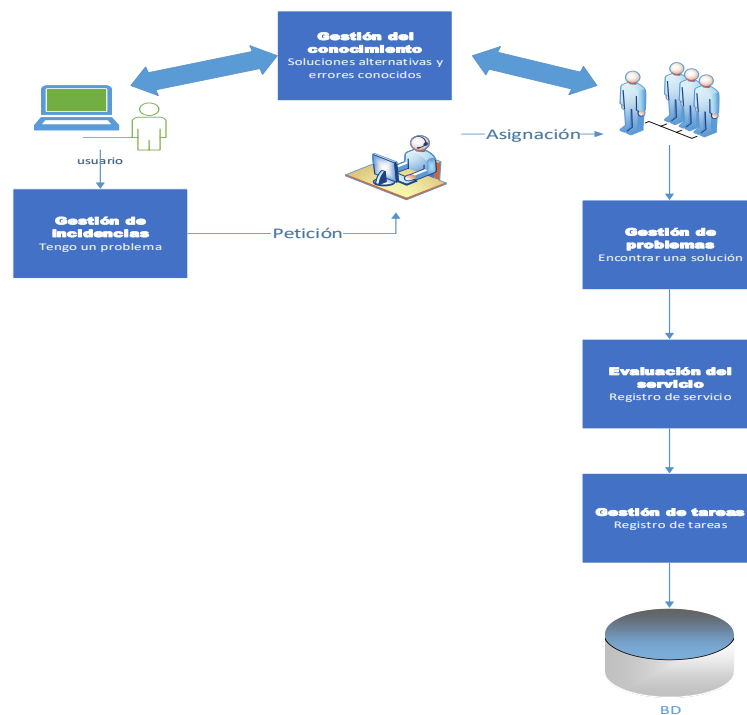 Gestión del
conocimiento
Soluciones alternativas y
errores conocidos
usuario
Asignación
Gestión de
incidencias
Tengo un problema
Petición
Gestión de
problemas
Encontrar una solución
Evaluación del
servicio
Registro de servicio
Gestión de tareas
Registro de tareas
BD